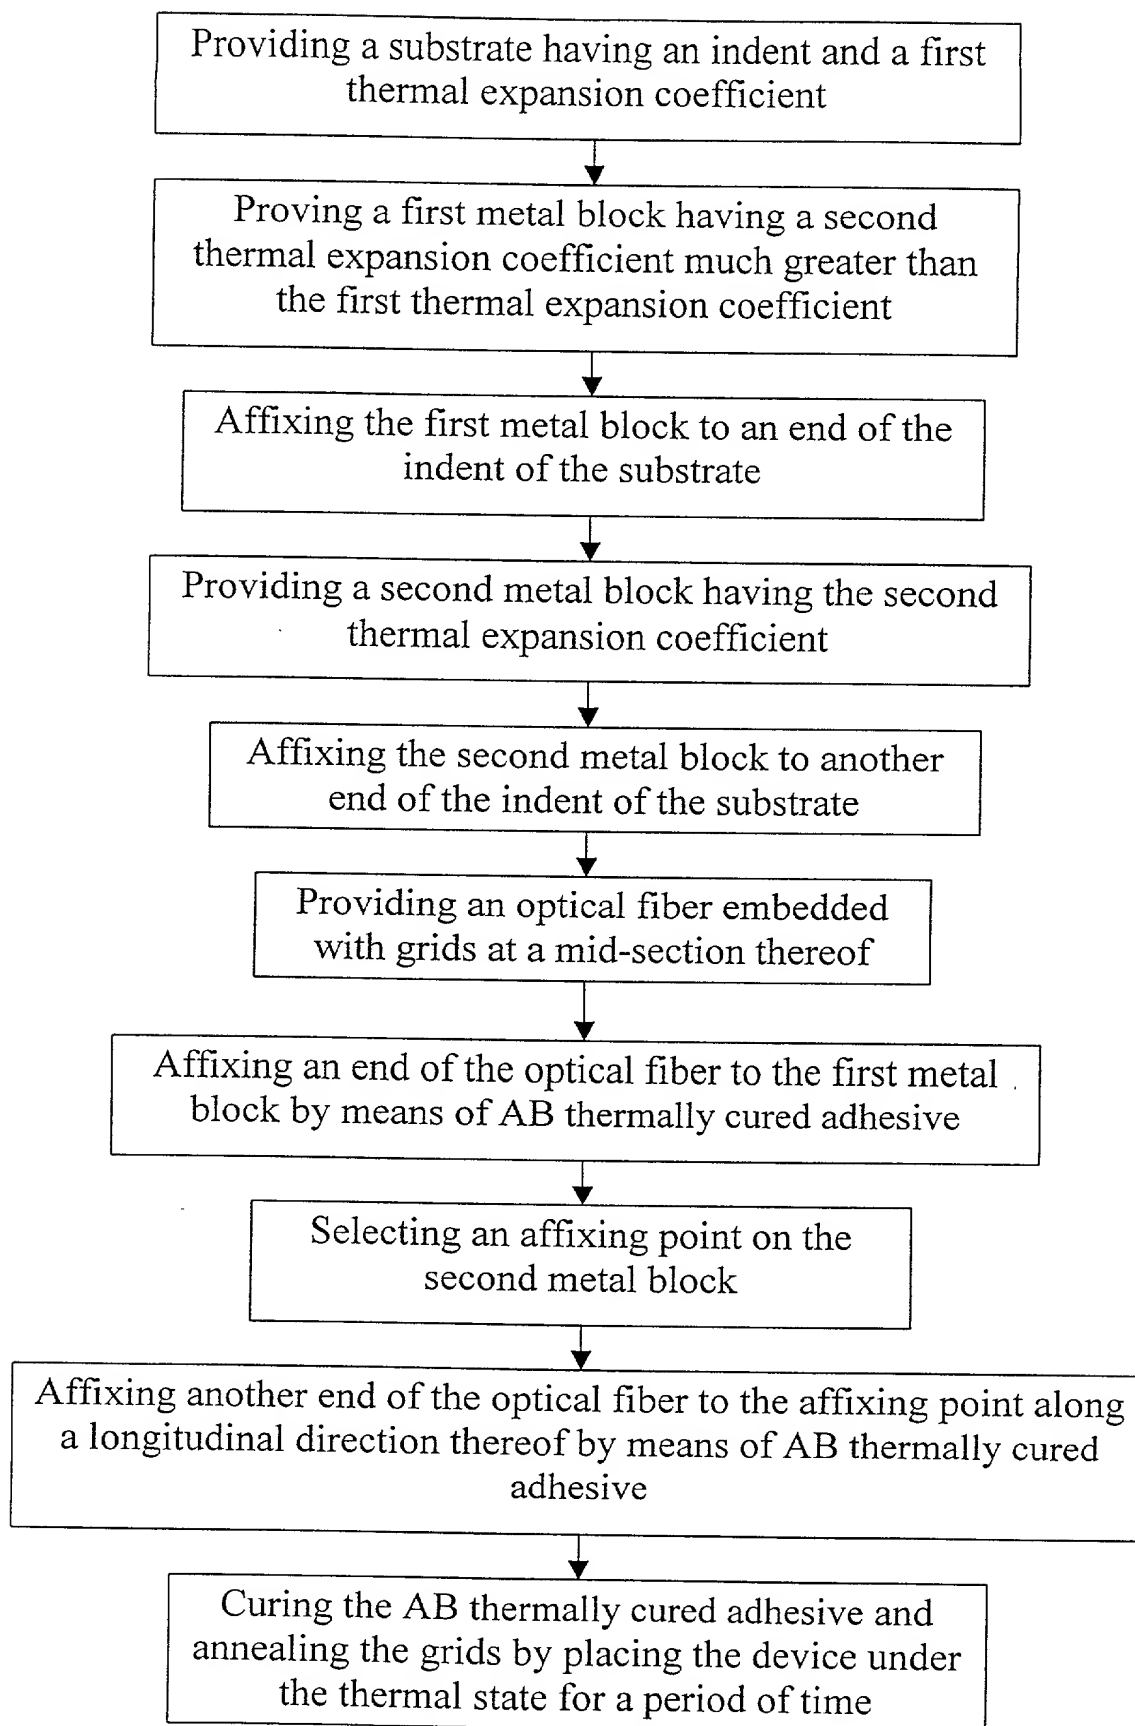 Providing a substrate having an indent and a first
thermal expansion coefficient
Proving a first metal block having a second
thermal expansion coefficient much greater than
the first thermal expansion coefficient
Affixing the first metal block to an end of the
indent of the substrate
Providing a second metal block having the second
thermal expansion coefficient
Affixing the second metal block to another
end of the indent of the substrate
Providing an optical fiber embedded
with grids at a mid-section thereof
Affixing an end of the optical fiber to the first metal
block by means of AB thermally cured adhesive
Selecting an affixing point on the
second metal block
Affixing another end of the optical fiber to the affixing point along
a longitudinal direction thereof by means of AB thermally cured
adhesive
Curing the AB thermally cured adhesive and
annealing the grids by placing the device under
the thermal state for a period of time